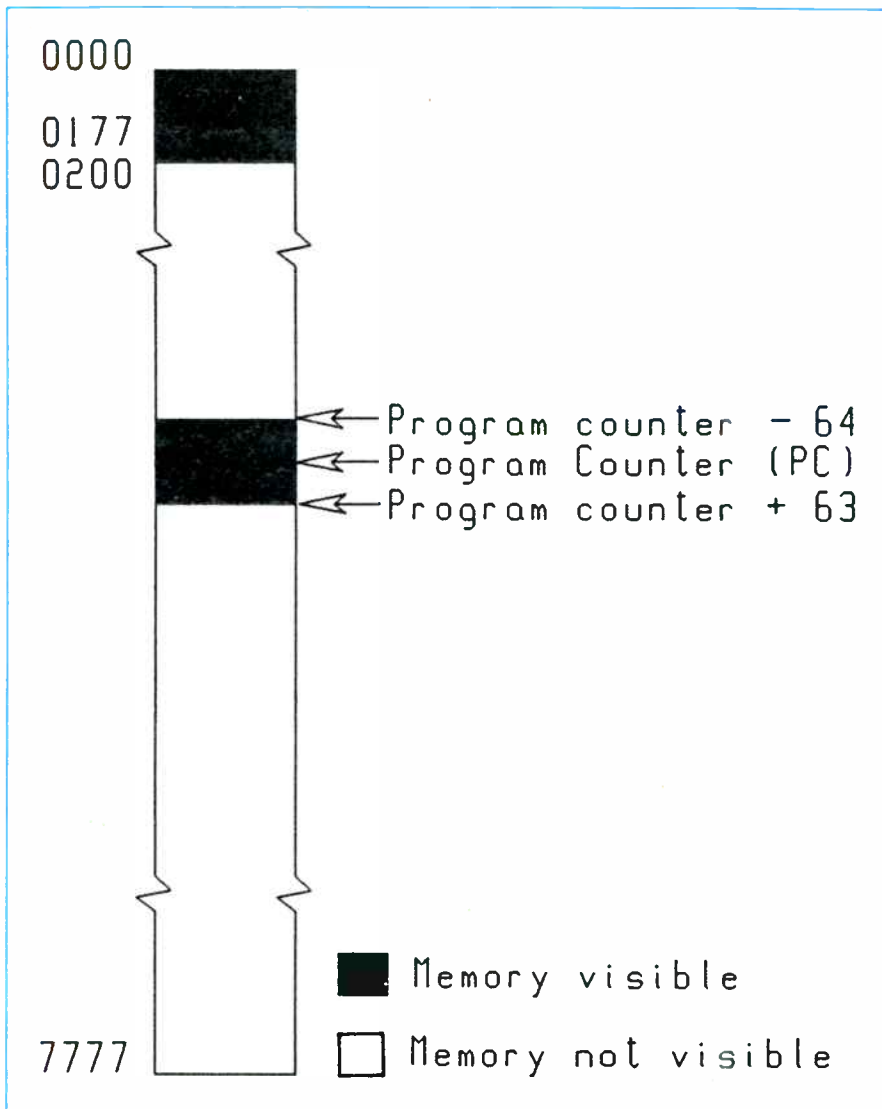 0000
0177
0200
Program counter - 64
Program Counter (PC)
Program counter + 63
Memory visible
7777
Memory not visible